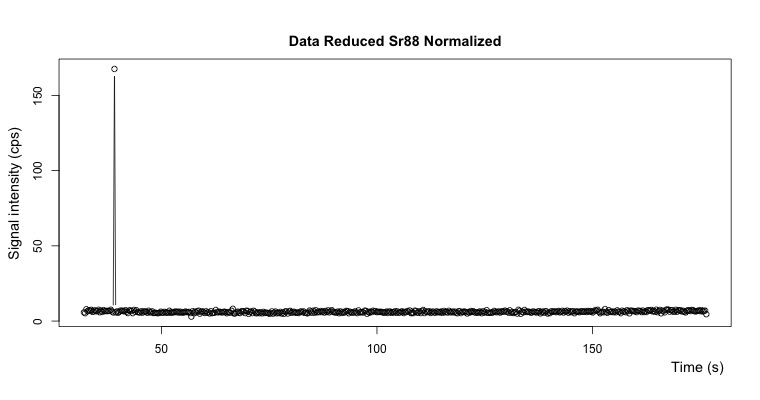 Data Reduced Sr88 Normalized
Signal intensity (cps)
150
100
50
0
50
100
150
Time (s)